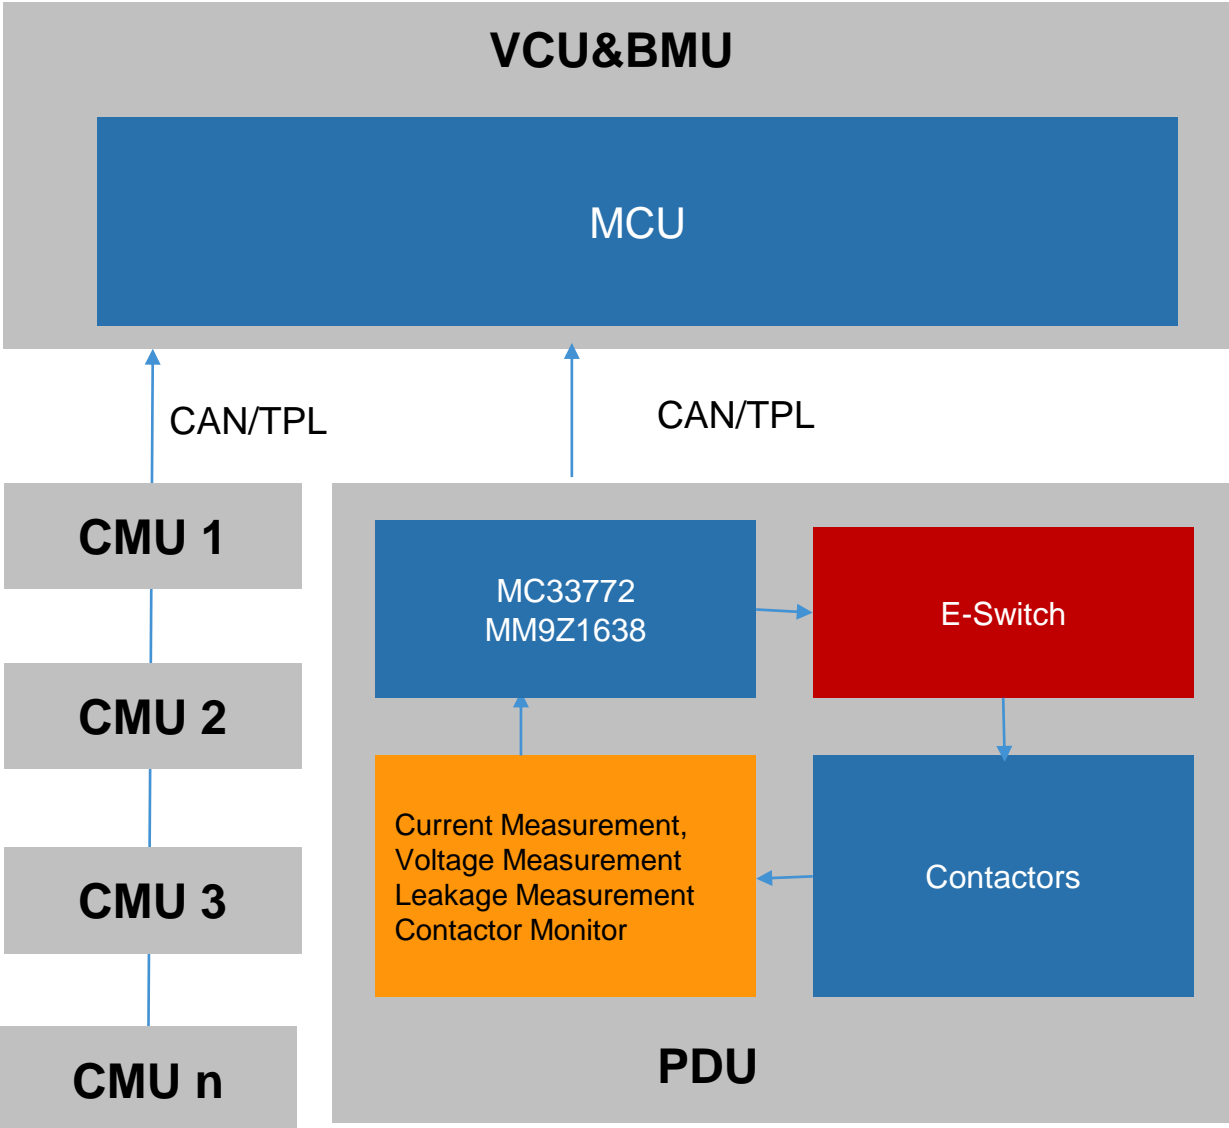 VCU&BMU
MCU
CAN/TPL
CAN/TPL
CMU 1
CMU 2
CMU 3
CMU n
MC33772
MM9Z1638
E-Switch
Current Measurement,
Voltage Measurement
Leakage Measurement
Contactor Monitor
Contactors
PDU